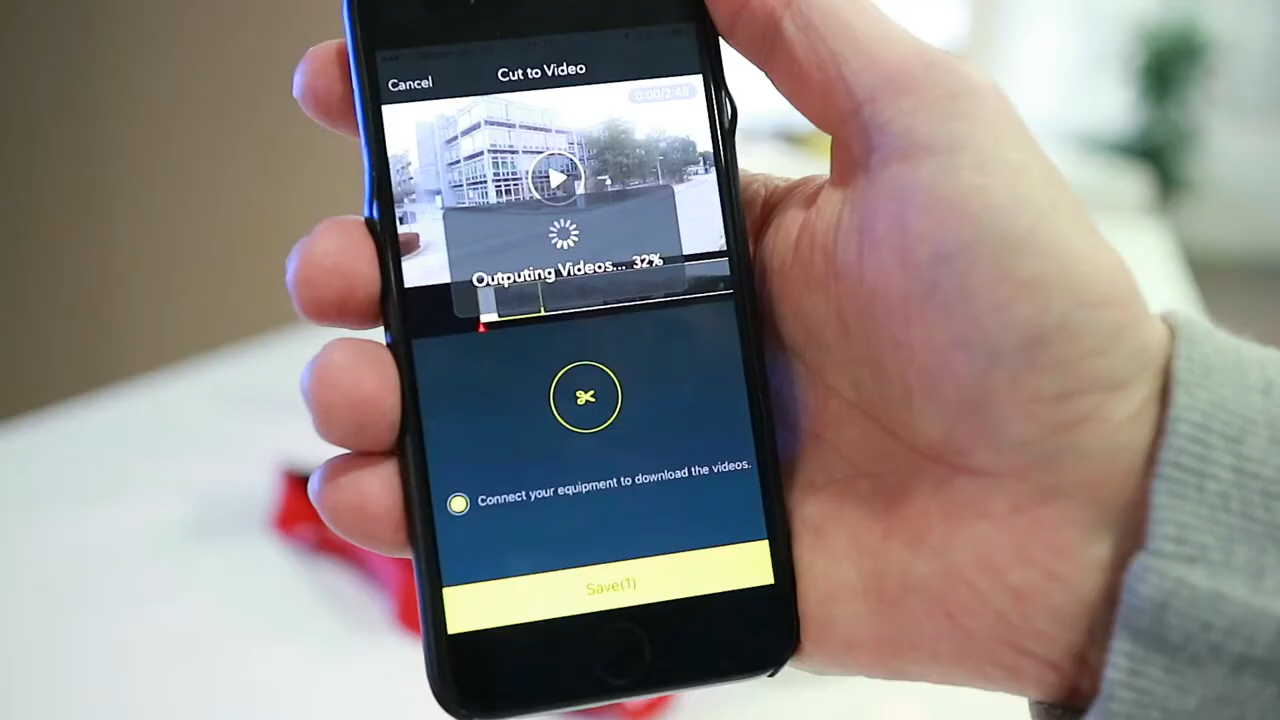 Cancel
Cut to Video
0:00/2:48
Outputing Videos... 32%
Connect your equipment to download the videos.
Save(1)